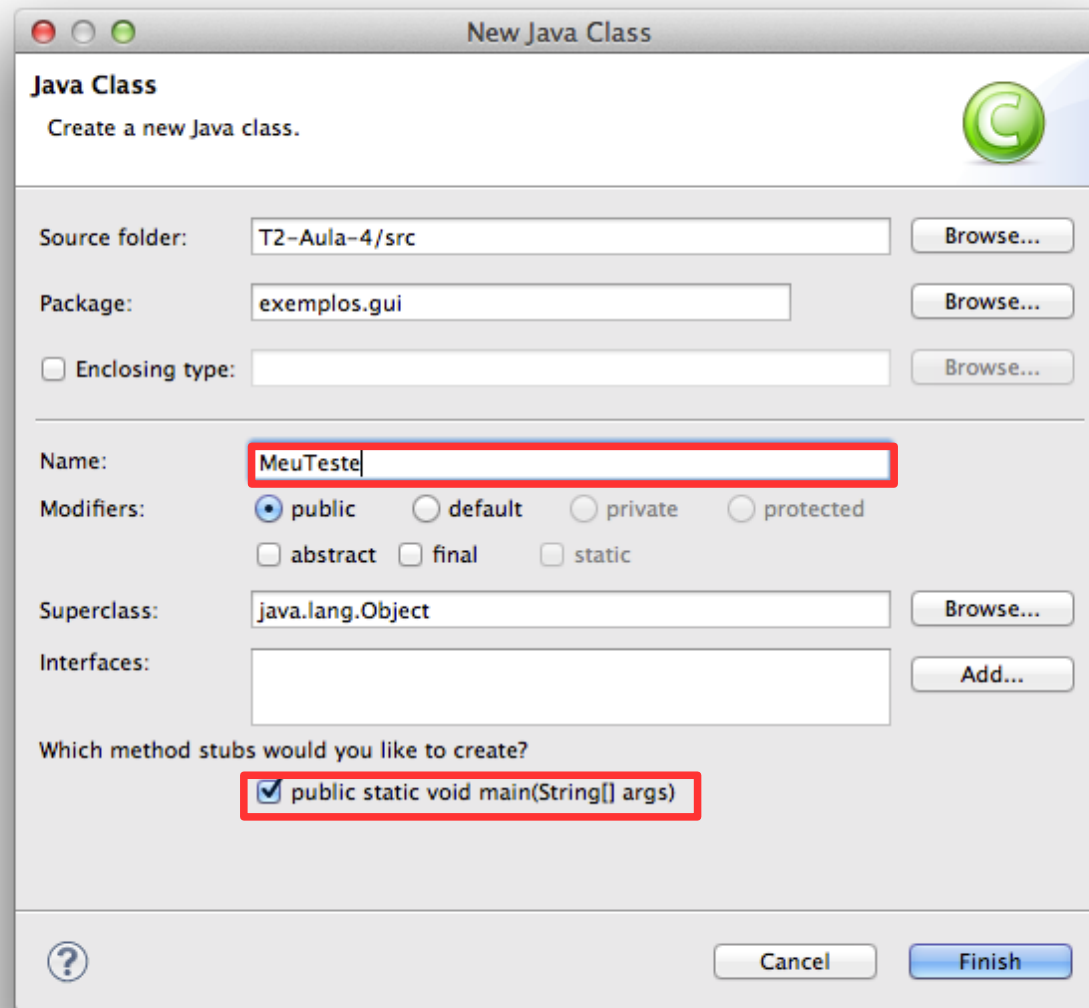 New Java Class
Java Class
Create a new Java class.
Source folder: T2-Aula-4/src Browse...
Package: exemplos.gui Browse...
Enclosing type: Browse...
Name: MeuTeste
Modifiers: public default private protected
abstract final static
Superclass: java.lang.Object Browse...
Interfaces: Add...
Which method stubs would you like to create?
public static void main(String[] args)
? Cancel Finish